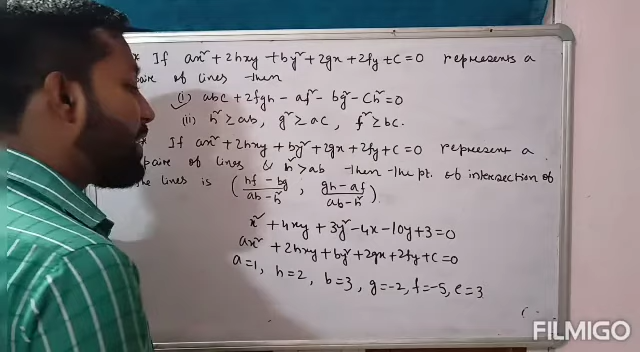 If ax² + 2hxy + by² + 2gx + 2fy + c = 0 represents a
of lines then
(i) abc + 2fgh - af² - bg² - ch² = 0
(ii) h² ≥ ab, g² ≥ ac, f² ≥ bc.
If ax² + 2hxy + by² + 2gx + 2fy + c = 0 represent a
paire of lines & h² > ab then the pt. of intersection of
lines is (hf - bg / ab - h², gh - af / ab - h²).
x² + 4xy + 3y² - 4x - 10y + 3 = 0
ax² + 2hxy + by² + 2gx + 2fy + c = 0
a = 1, h = 2, b = 3, g = -2, f = -5, c = 3
FILMIGO